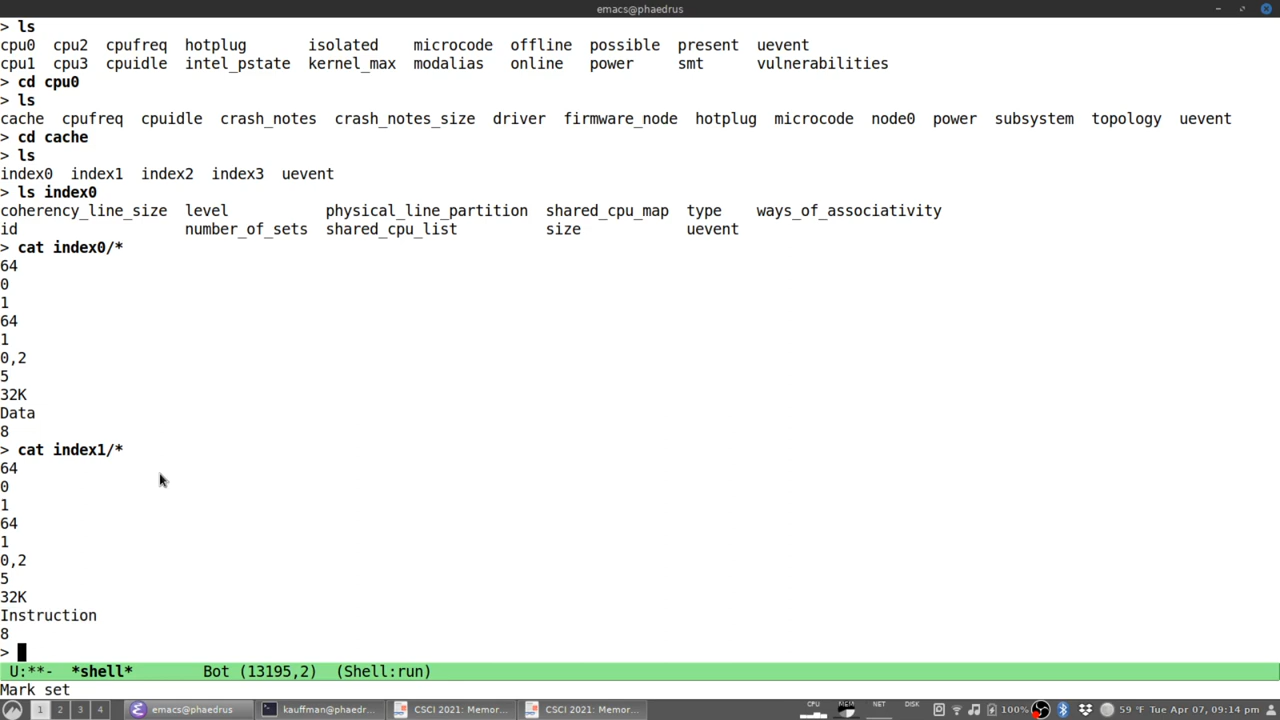 emacs@phaedrus
> ls
cpu0  cpu2  cpufreq  hotplug       isolated    microcode  offline  possible  present  uevent
cpu1  cpu3  cpuidle  intel_pstate  kernel_max  modalias   online   power     smt      vulnerabilities
> cd cpu0
> ls
cache  cpufreq  cpuidle  crash_notes  crash_notes_size  driver  firmware_node  hotplug  microcode  node0  power  subsystem  topology  uevent
> cd cache
> ls
index0  index1  index2  index3  uevent
> ls index0
coherency_line_size  level           physical_line_partition  shared_cpu_map  type    ways_of_associativity
id                   number_of_sets  shared_cpu_list          size            uevent
> cat index0/*
64
0
1
64
1
0,2
5
32K
Data
8
> cat index1/*
64
0
1
64
1
0,2
5
32K
Instruction
8
>
U:**-  *shell*      Bot (13195,2)  (Shell:run)
Mark set
1 2 3 4 emacs@phaedrus kauffman@phaedr... CSCI 2021: Memor... CSCI 2021: Memor... CPU MEM NET DISK 100% 59 °F Tue Apr 07, 09:14 pm